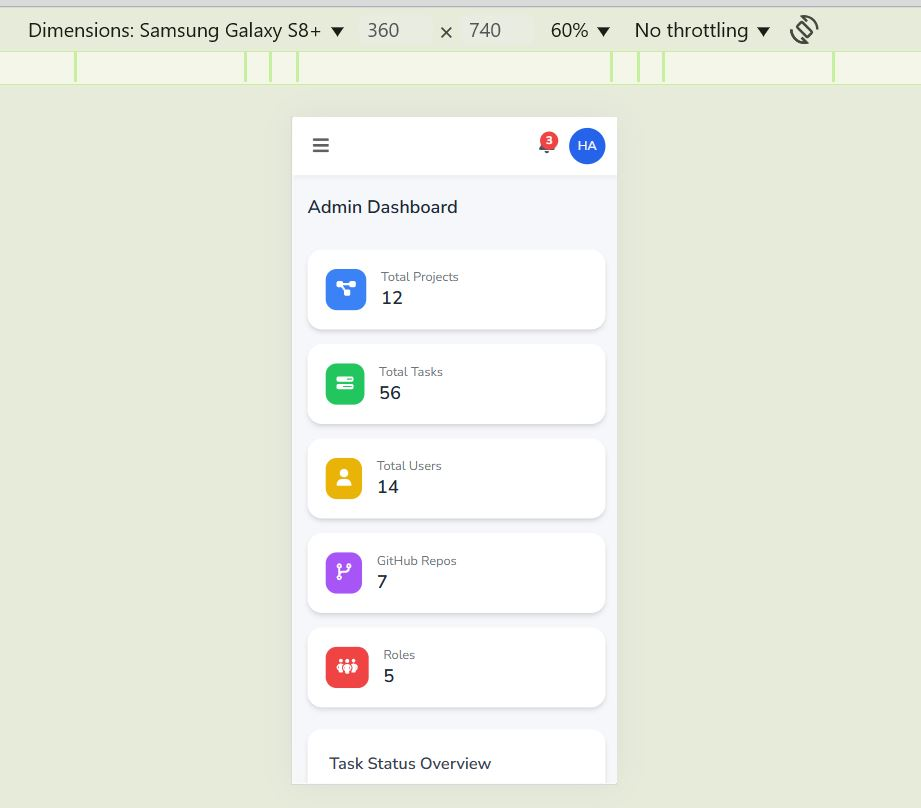 Dimensions: Samsung Galaxy S8+ 360 × 740 60% No throttling
3 HA
Admin Dashboard
Total Projects
12
Total Tasks
56
Total Users
14
GitHub Repos
7
Roles
5
Task Status Overview